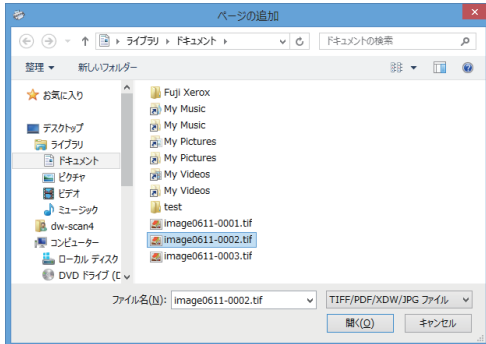 ページの追加
ライブラリ ▸ ドキュメント ▸
ドキュメントの検索
整理 ▼ 新しいフォルダー
お気に入り
デスクトップ
ライブラリ
ドキュメント
ピクチャ
ビデオ
ミュージック
dw-scan4
コンピューター
ローカル ディスク
DVD ドライブ (
Fuji Xerox
My Music
My Music
My Pictures
My Pictures
My Videos
My Videos
test
image0611-0001.tif
image0611-0002.tif
image0611-0003.tif
ファイル名(N): image0611-0002.tif
TIFF/PDF/XDW/JPG ファイル
開く(O) キャンセル